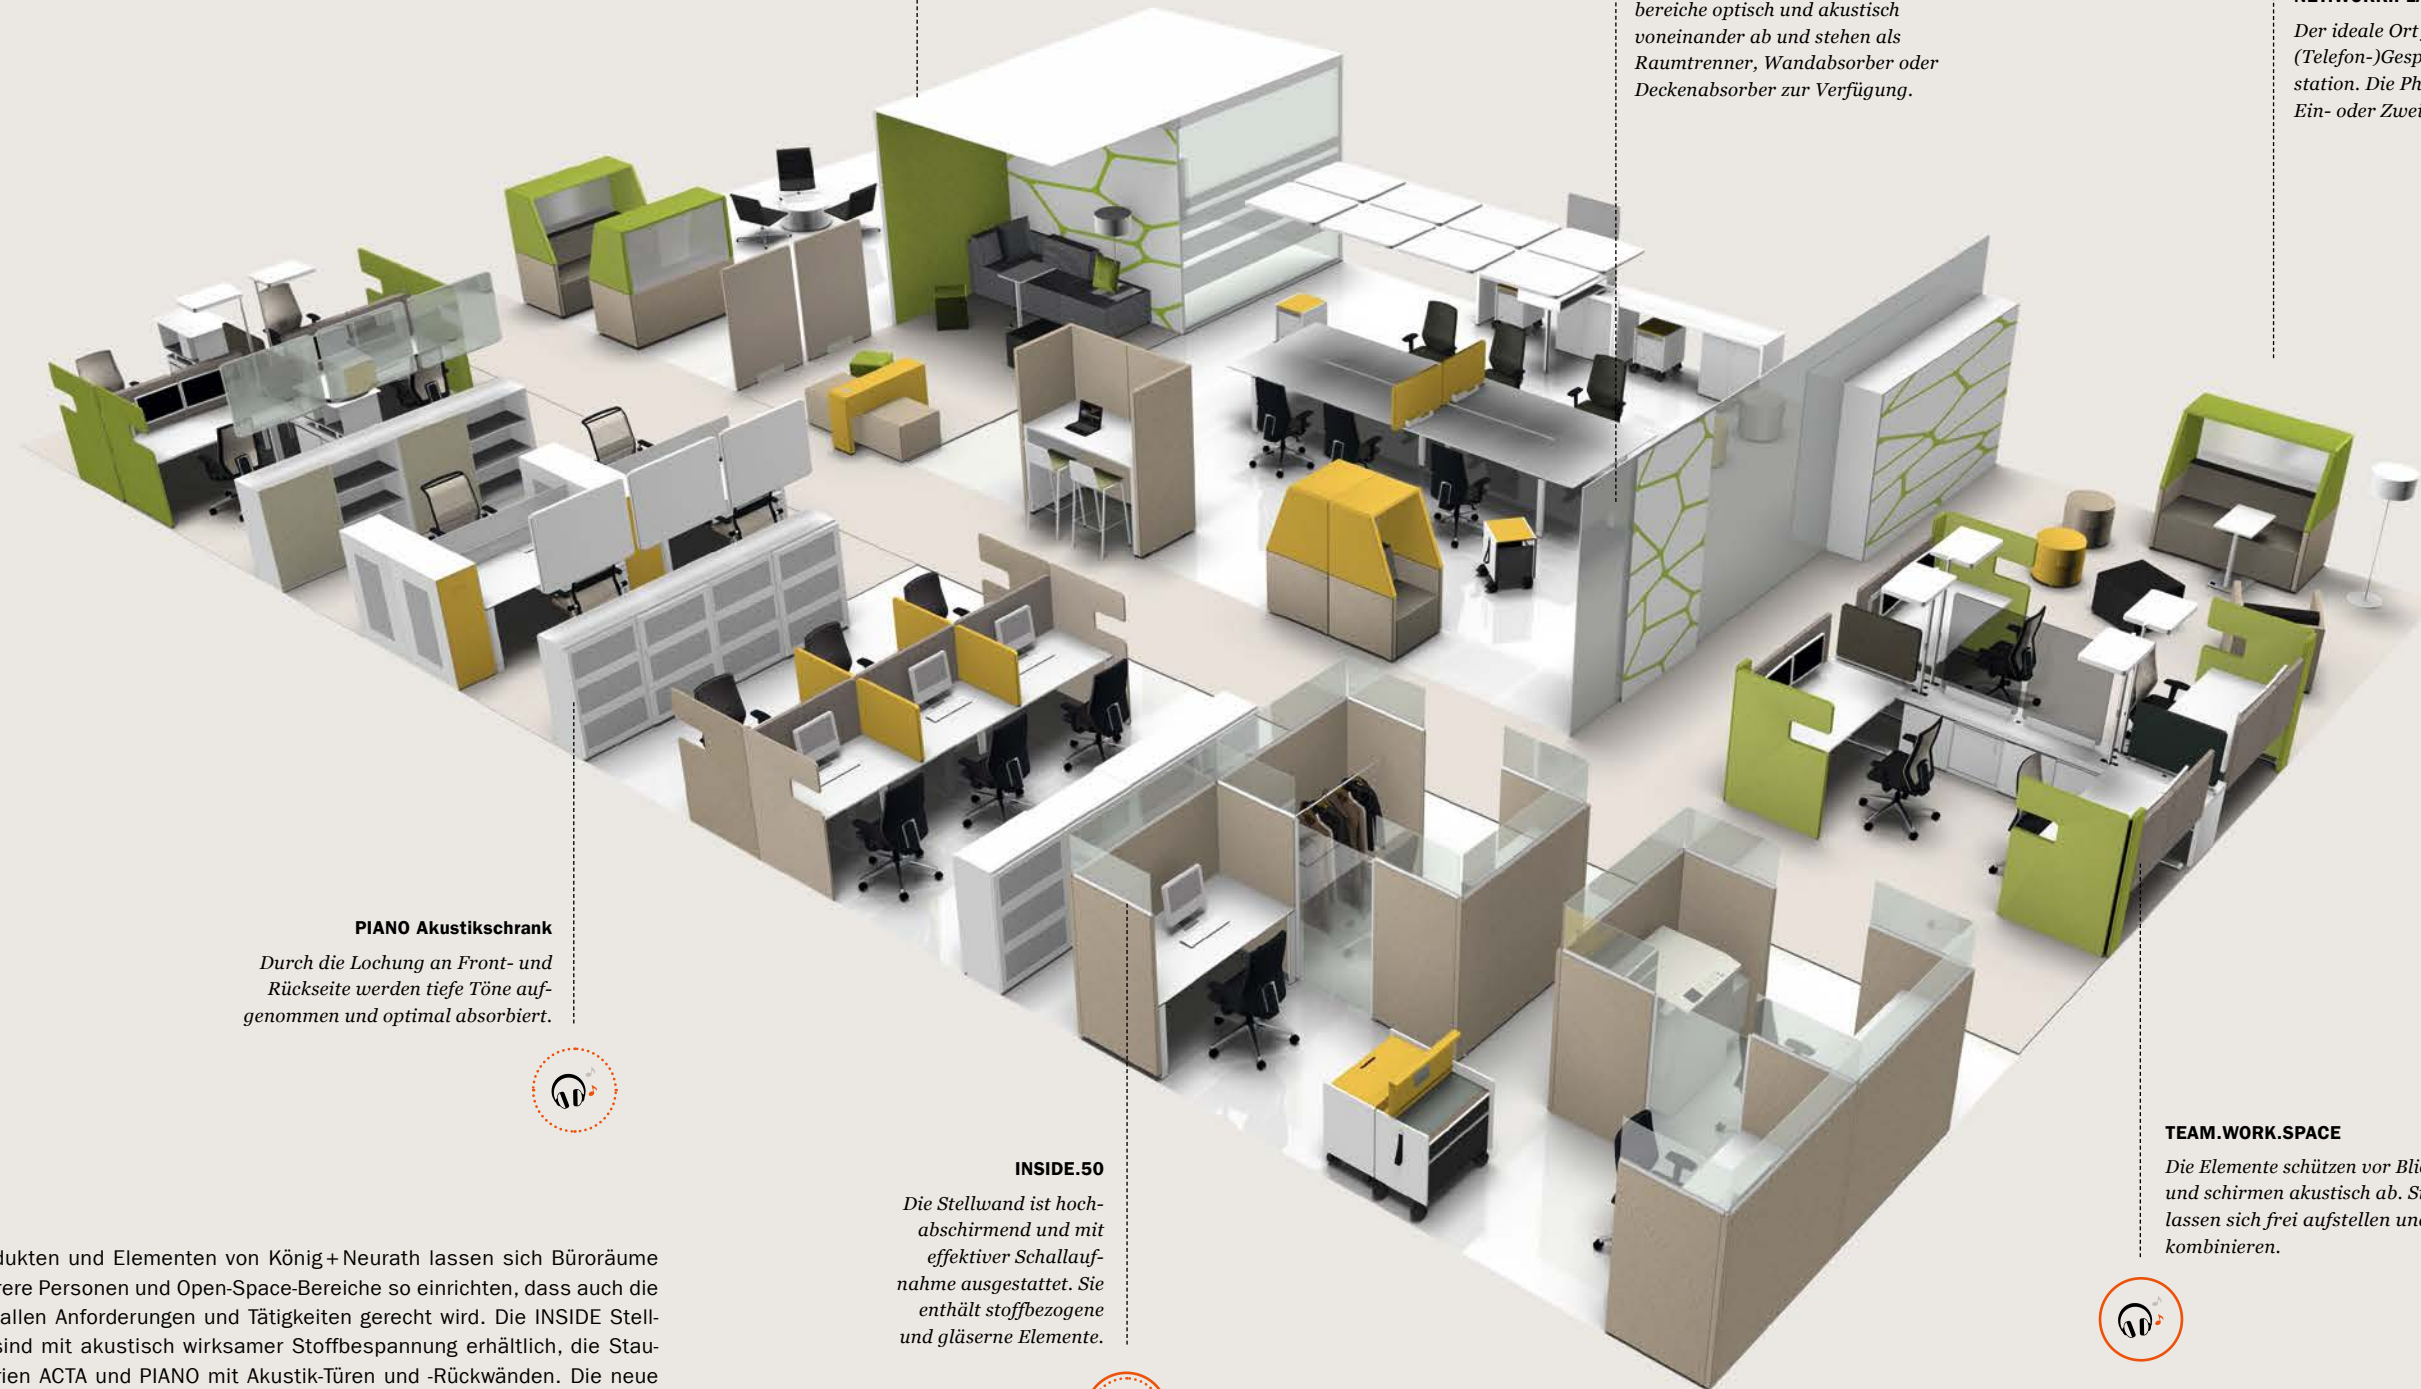 bereiche optisch und akustisch
voneinander ab und stehen als
Raumtrenner, Wandabsorber oder
Deckenabsorber zur Verfügung.
Der ideale Ort
(Telefon-)Gesp
station. Die Ph
Ein- oder Zwei
PIANO Akustikschrank
Durch die Lochung an Front- und
Rückseite werden tiefe Töne auf-
genommen und optimal absorbiert.
INSIDE.50
Die Stellwand ist hoch-
abschirmend und mit
effektiver Schallauf-
nahme ausgestattet. Sie
enthält stoffbezogene
und gläserne Elemente.
TEAM.WORK.SPACE
Die Elemente schützen vor Bli
und schirmen akustisch ab. S
lassen sich frei aufstellen un
kombinieren.
dukten und Elementen von König+Neurath lassen sich Büroräume
rere Personen und Open-Space-Bereiche so einrichten, dass auch die
allen Anforderungen und Tätigkeiten gerecht wird. Die INSIDE Stell-
sind mit akustisch wirksamer Stoffbespannung erhältlich, die Stau-
rien ACTA und PIANO mit Akustik-Türen und -Rückwänden. Die neue